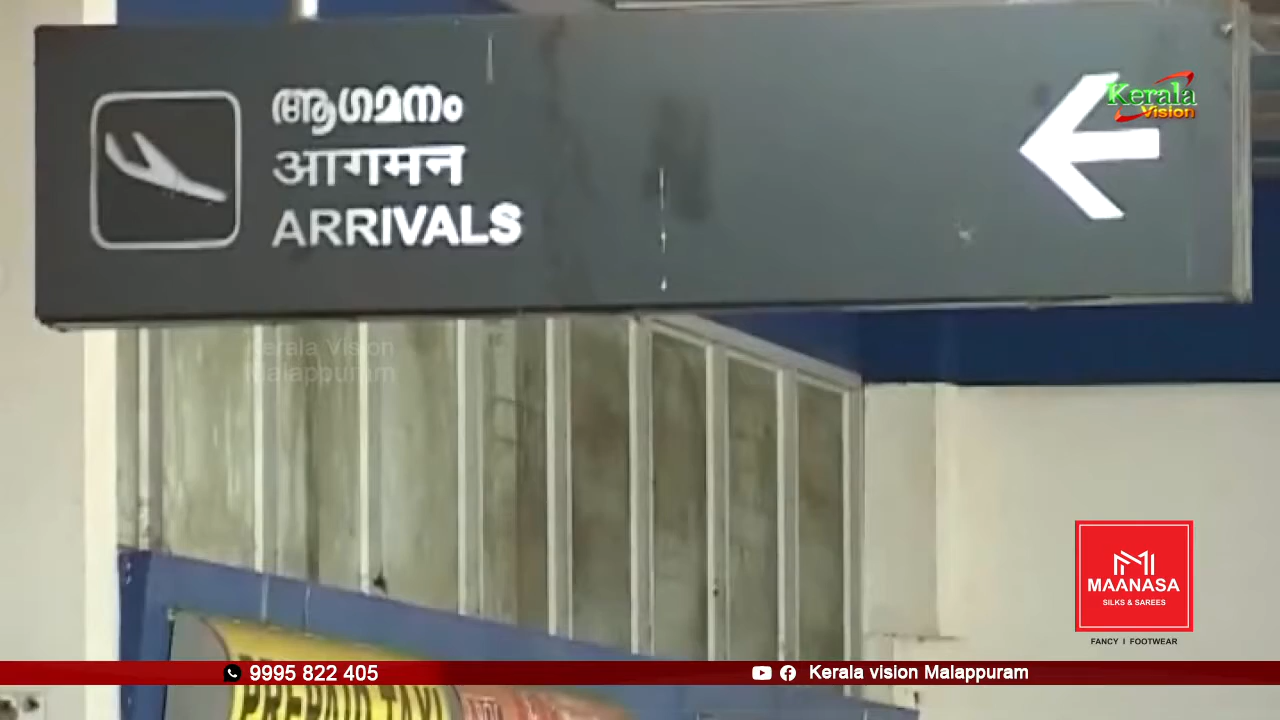 ആഗമനം
आगमन
ARRIVALS
Kerala
Vision
Kerala Vision
Malappuram
MAANASA
SILKS & SAREES
FANCY I FOOTWEAR
9995 822 405
Kerala vision Malappuram
PREPAID TAXI